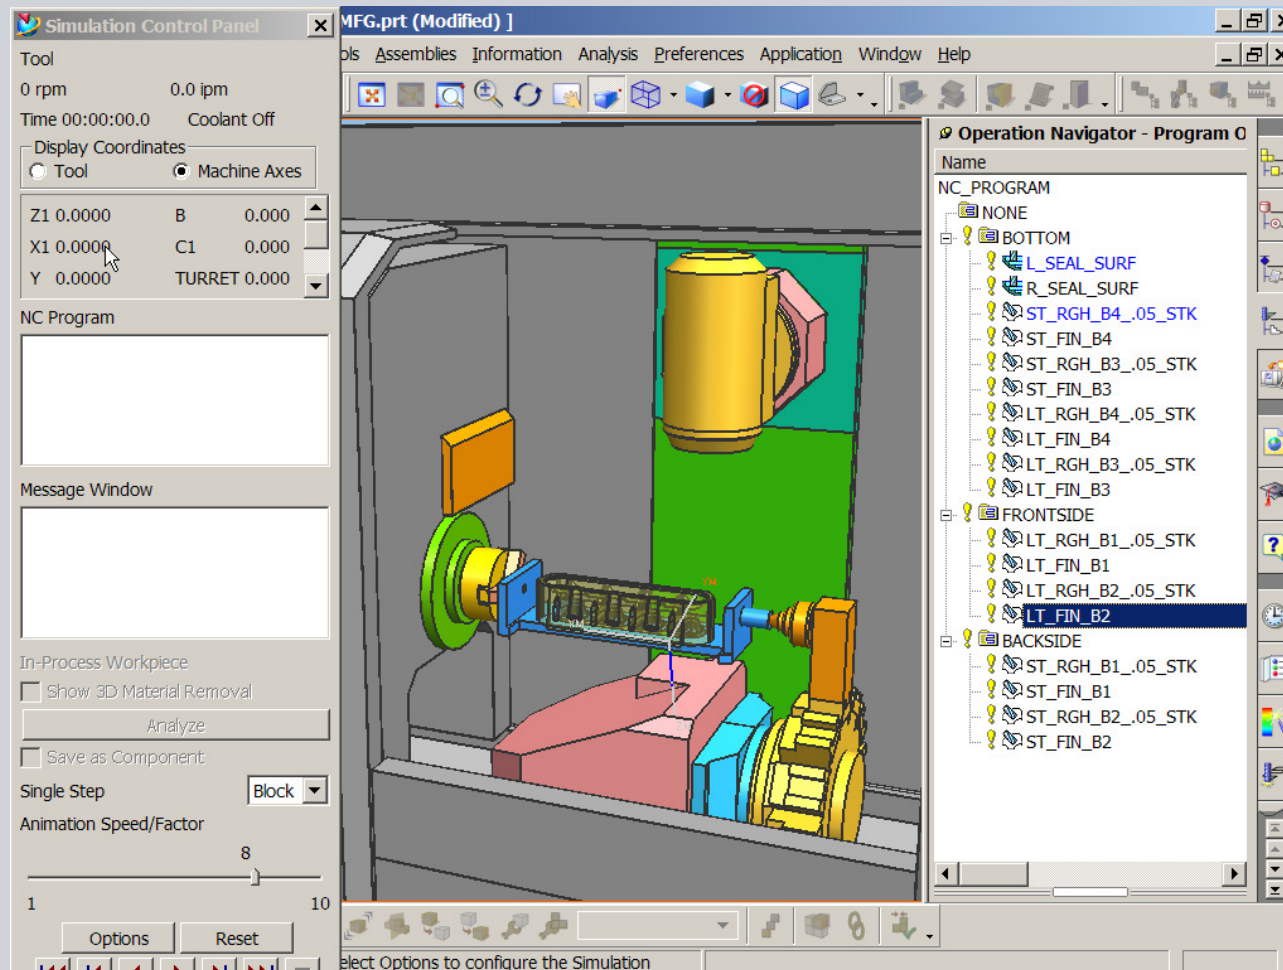 Simulation Control Panel
MFG.prt (Modified) ]
ols Assemblies Information Analysis Preferences Application Window Help
Tool
0 rpm 0.0 ipm
Time 00:00:00.0 Coolant Off
Display Coordinates
Tool Machine Axes
Z1 0.0000 B 0.000
X1 0.0000 C1 0.000
Y 0.0000 TURRET 0.000
NC Program
Message Window
In-Process Workpiece
Show 3D Material Removal
Analyze
Save as Component
Single Step Block
Animation Speed/Factor
8
1 10
Options Reset
YM
XM
elect Options to configure the Simulation
Operation Navigator - Program O
Name
NC_PROGRAM
NONE
BOTTOM
L_SEAL_SURF
R_SEAL_SURF
ST_RGH_B4_.05_STK
ST_FIN_B4
ST_RGH_B3_.05_STK
ST_FIN_B3
LT_RGH_B4_.05_STK
LT_FIN_B4
LT_RGH_B3_.05_STK
LT_FIN_B3
FRONTSIDE
LT_RGH_B1_.05_STK
LT_FIN_B1
LT_RGH_B2_.05_STK
LT_FIN_B2
BACKSIDE
ST_RGH_B1_.05_STK
ST_FIN_B1
ST_RGH_B2_.05_STK
ST_FIN_B2